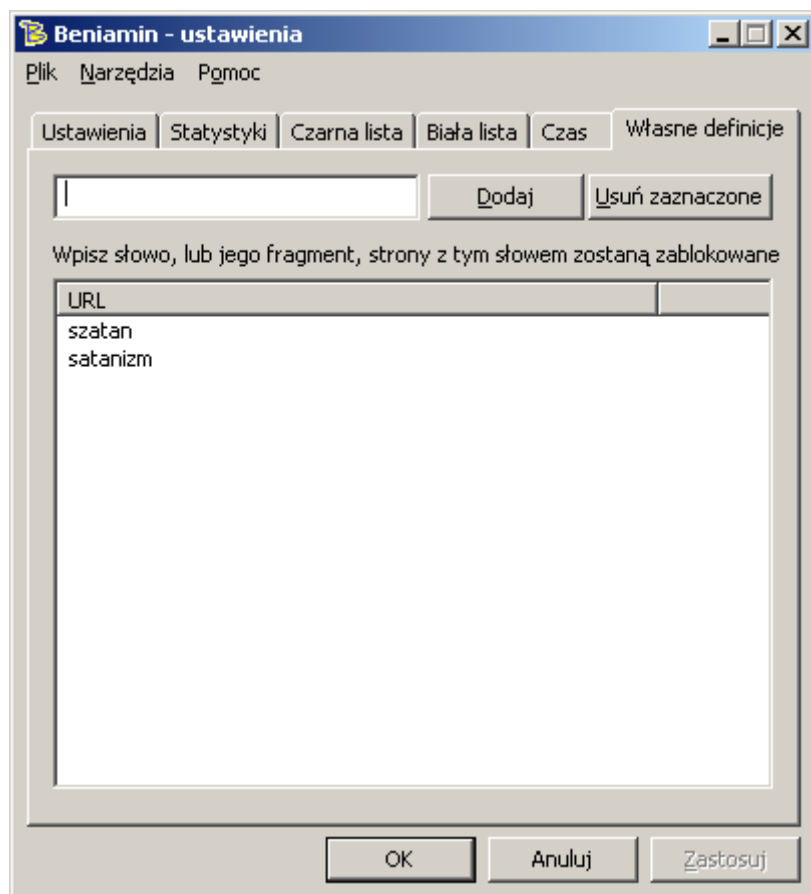 Beniamin - ustawienia
Plik Narzędzia Pomoc
Ustawienia Statystyki Czarna lista Biała lista Czas Własne definicje
Dodaj Usuń zaznaczone
Wpisz słowo, lub jego fragment, strony z tym słowem zostaną zablokowane
URL
szatan
satanizm
OK Anuluj Zastosuj